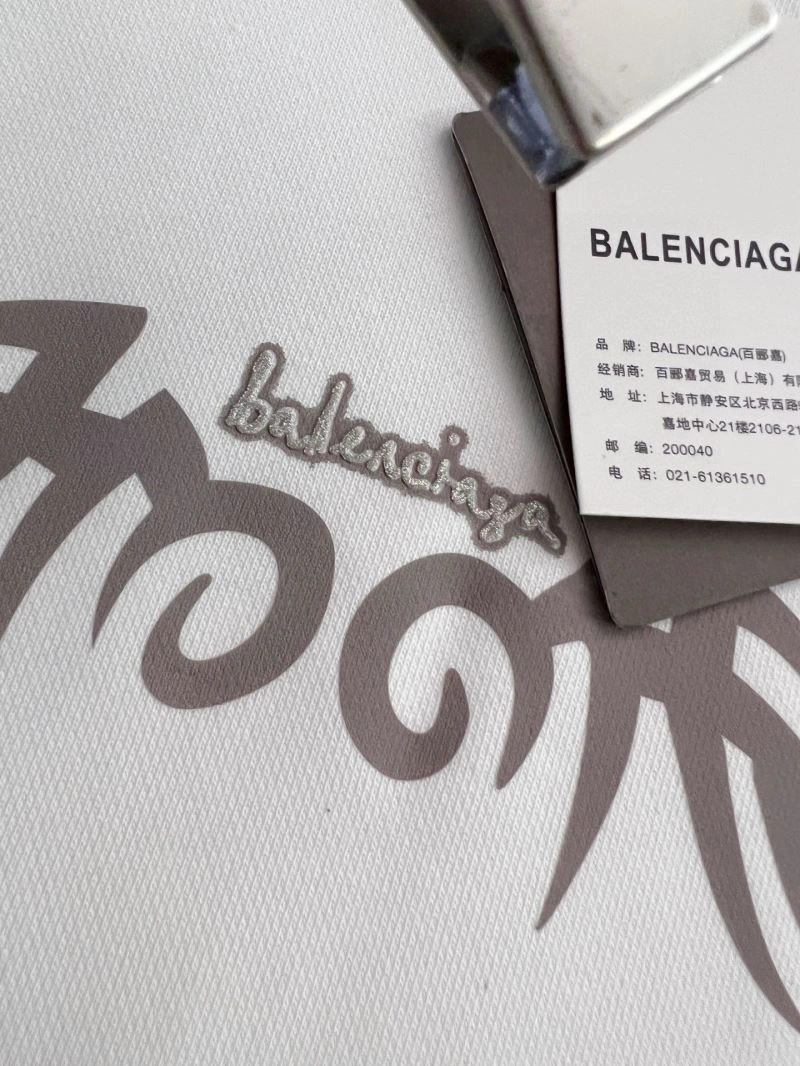 BALENCIAGA
品 牌: BALENCIAGA(百郦嘉)
经销商: 百郦嘉贸易（上海）有
地 址: 上海市静安区北京西路
嘉地中心21楼2106-21
邮 编: 200040
电 话: 021-61361510
balenciaga